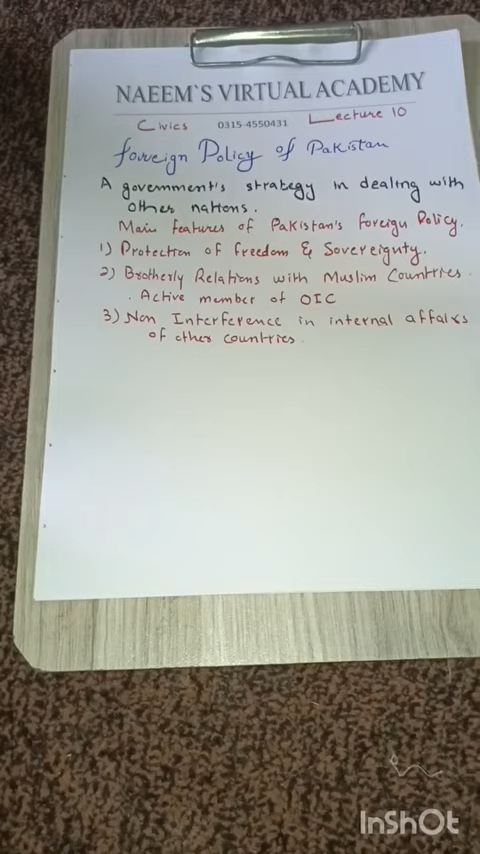 NAEEM`S VIRTUAL ACADEMY
Civics 0315-4550431 Lecture 10
Foreign Policy of Pakistan
A government's strategy in dealing with
other nations.
Main features of Pakistan's Foreign Policy.
1) Protection of freedom & Sovereignty.
2) Brotherly Relations with Muslim Countries.
. Active member of OIC
3) Non Interference in internal affairs
of other countries.
InShOt